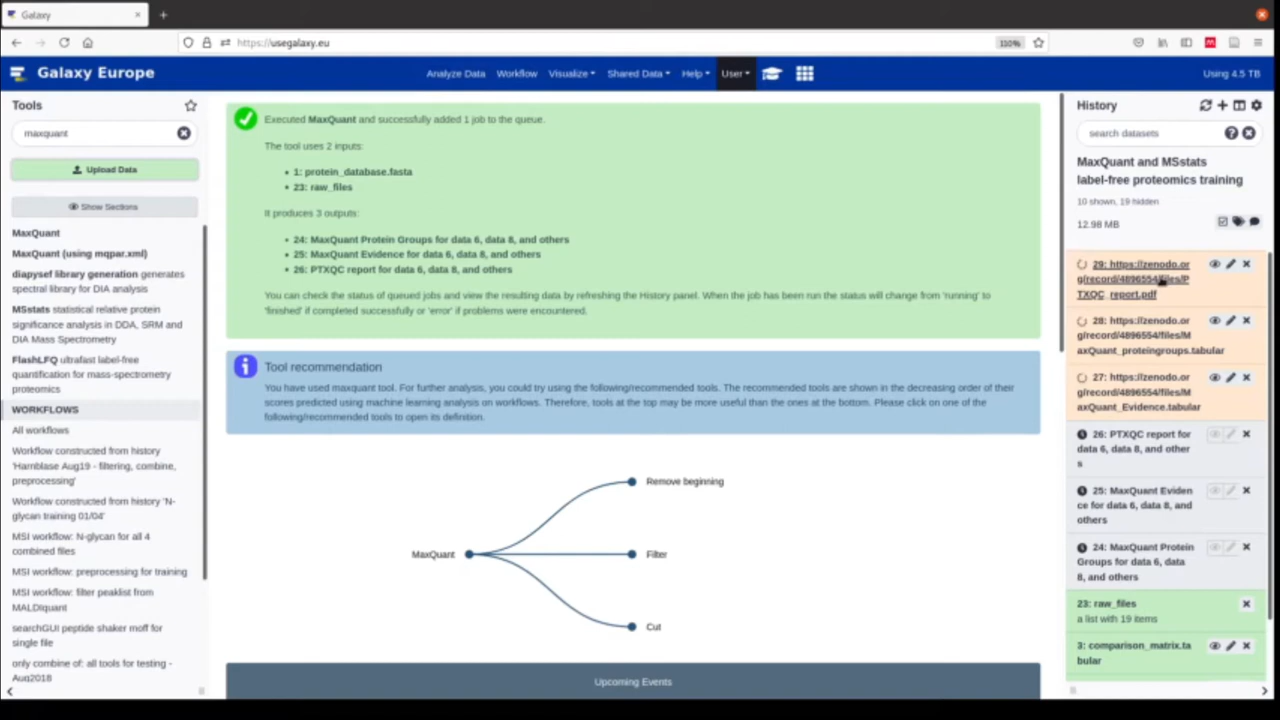 Galaxy
https://usegalaxy.eu
110%
Galaxy Europe
Analyze Data Workflow Visualize Shared Data Help User
Using 4.5 TB
Tools
maxquant
Upload Data
Show Sections
MaxQuant
MaxQuant (using mqpar.xml)
diapysef library generation generates
spectral library for DIA analysis
MSstats statistical relative protein
significance analysis in DDA, SRM and
DIA Mass Spectrometry
FlashLFQ ultrafast label-free
quantification for mass-spectrometry
proteomics
WORKFLOWS
All workflows
Workflow constructed from history
'Harnblase Aug19 - filtering, combine,
preprocessing'
Workflow constructed from history 'N-
glycan training 01/04'
MSI workflow: N-glycan for all 4
combined files
MSI workflow: preprocessing for training
MSI workflow: filter peaklist from
MALDIquant
searchGUI peptide shaker moff for
single file
only combine of: all tools for testing -
Aug2018
Executed MaxQuant and successfully added 1 job to the queue.
The tool uses 2 inputs:
• 1: protein_database.fasta
• 23: raw_files
It produces 3 outputs:
• 24: MaxQuant Protein Groups for data 6, data 8, and others
• 25: MaxQuant Evidence for data 6, data 8, and others
• 26: PTXQC report for data 6, data 8, and others
You can check the status of queued jobs and view the resulting data by refreshing the History panel. When the job has been run the status will change from 'running' to
'finished' if completed successfully or 'error' if problems were encountered.
Tool recommendation
You have used maxquant tool. For further analysis, you could try using the following/recommended tools. The recommended tools are shown in the decreasing order of their
scores predicted using machine learning analysis on workflows. Therefore, tools at the top may be more useful than the ones at the bottom. Please click on one of the
following/recommended tools to open its definition.
MaxQuant
Remove beginning
Filter
Cut
Upcoming Events
History
search datasets
MaxQuant and MSstats
label-free proteomics training
10 shown, 19 hidden
12.98 MB
29: https://zenodo.or
g/record/4896554/files/P
TXQC_report.pdf
28: https://zenodo.or
g/record/4896554/files/M
axQuant_proteingroups.tabular
27: https://zenodo.or
g/record/4896554/files/M
axQuant_Evidence.tabular
26: PTXQC report for
data 6, data 8, and other
s
25: MaxQuant Eviden
ce for data 6, data 8, and
others
24: MaxQuant Protein
Groups for data 6, data
8, and others
23: raw_files
a list with 19 items
3: comparison_matrix.ta
bular